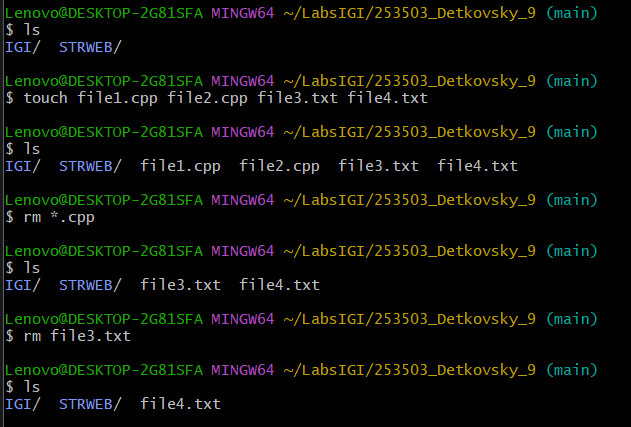 Lenovo@DESKTOP-2G81SFA MINGW64 ~/LabsIGI/253503_Detkovsky_9 (main)
$ ls
IGI/  STRWEB/
Lenovo@DESKTOP-2G81SFA MINGW64 ~/LabsIGI/253503_Detkovsky_9 (main)
$ touch file1.cpp file2.cpp file3.txt file4.txt
Lenovo@DESKTOP-2G81SFA MINGW64 ~/LabsIGI/253503_Detkovsky_9 (main)
$ ls
IGI/  STRWEB/  file1.cpp  file2.cpp  file3.txt  file4.txt
Lenovo@DESKTOP-2G81SFA MINGW64 ~/LabsIGI/253503_Detkovsky_9 (main)
$ rm *.cpp
Lenovo@DESKTOP-2G81SFA MINGW64 ~/LabsIGI/253503_Detkovsky_9 (main)
$ ls
IGI/  STRWEB/  file3.txt  file4.txt
Lenovo@DESKTOP-2G81SFA MINGW64 ~/LabsIGI/253503_Detkovsky_9 (main)
$ rm file3.txt
Lenovo@DESKTOP-2G81SFA MINGW64 ~/LabsIGI/253503_Detkovsky_9 (main)
$ ls
IGI/  STRWEB/  file4.txt